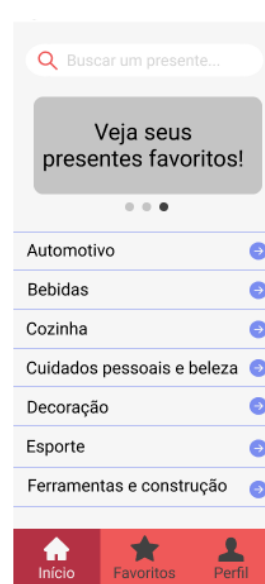 Buscar um presente...
Veja seus
presentes favoritos!
Automotivo
Bebidas
Cozinha
Cuidados pessoais e beleza
Decoração
Esporte
Ferramentas e construção
Início Favoritos Perfil